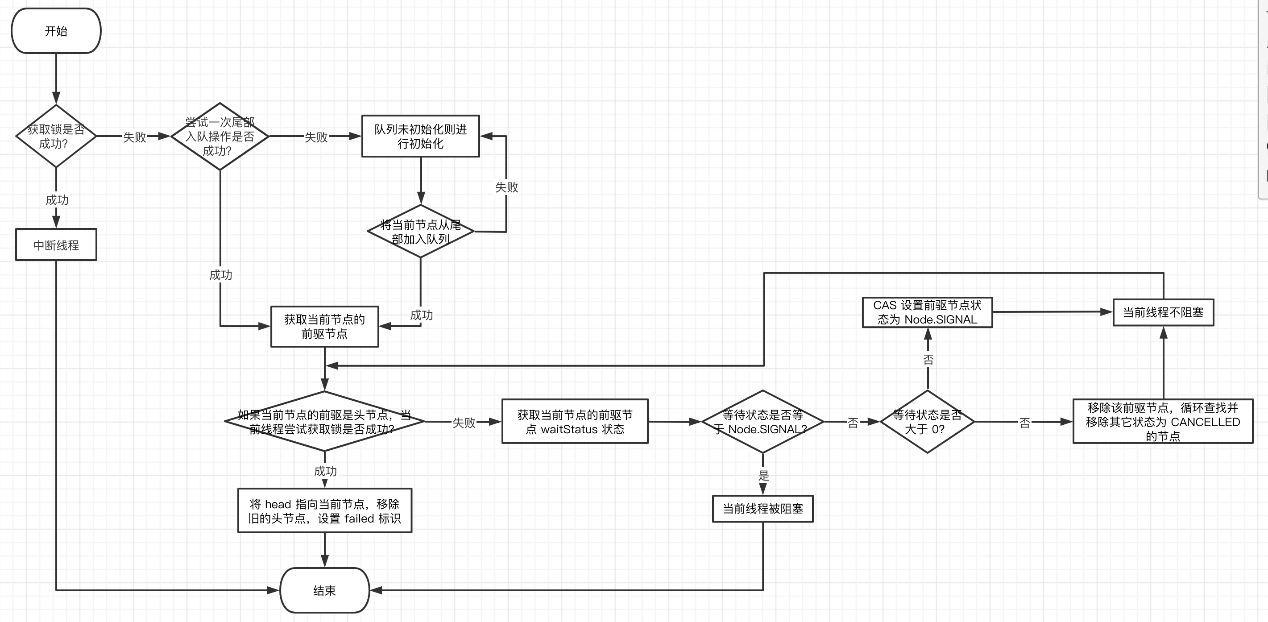 开始
获取锁是否
成功?
失败
尝试一次尾部
入队操作是否
成功?
失败
队列未初始化则进
行初始化
失败
成功
中断线程
将当前节点从尾
部加入队列
成功
成功
获取当前节点的
前驱节点
CAS 设置前驱节点状
态为 Node.SIGNAL
当前线程不阻塞
否
如果当前节点的前驱是头节点，当
前线程尝试获取锁是否成功?
失败
获取当前节点的前驱节
点 waitStatus 状态
等待状态是否等
于 Node.SIGNAL?
否
等待状态是否
大于 0?
否
移除该前驱节点，循环查找并
移除其它状态为 CANCELLED
的节点
成功
是
将 head 指向当前节点，移除
旧的头节点，设置 failed 标识
当前线程被阻塞
结束